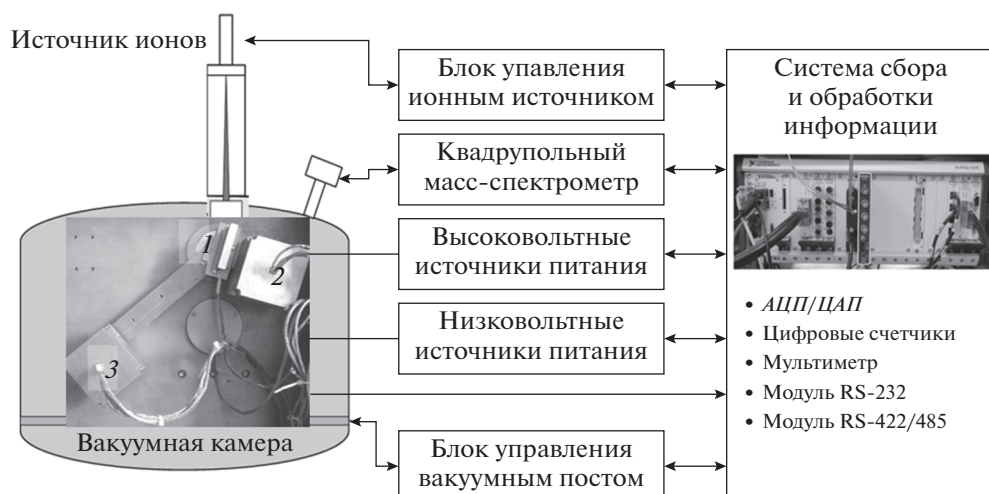 Источник ионов
Блок упавления
ионным источником
Квадрупольный
масс-спектрометр
Высоковольтные
источники питания
Низковольтные
источники питания
Блок управления
вакуумным постом
Система сбора
и обработки
информации
• АЦП/ЦАП
• Цифровые счетчики
• Мультиметр
• Модуль RS-232
• Модуль RS-422/485
1
2
3
Вакуумная камера